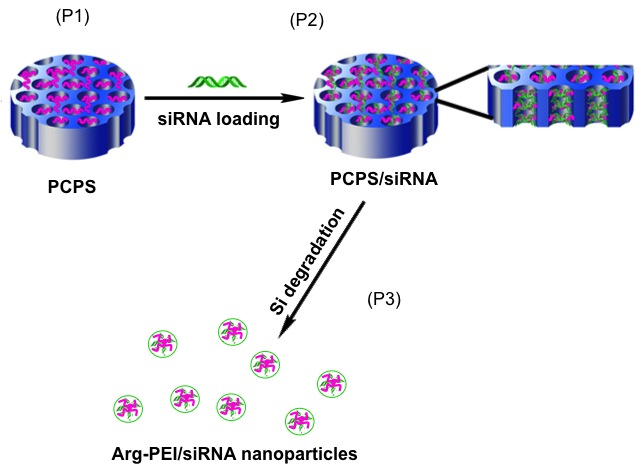 (P1)
(P2)
siRNA loading
PCPS
PCPS/siRNA
Si degradation
(P3)
Arg-PEI/siRNA nanoparticles